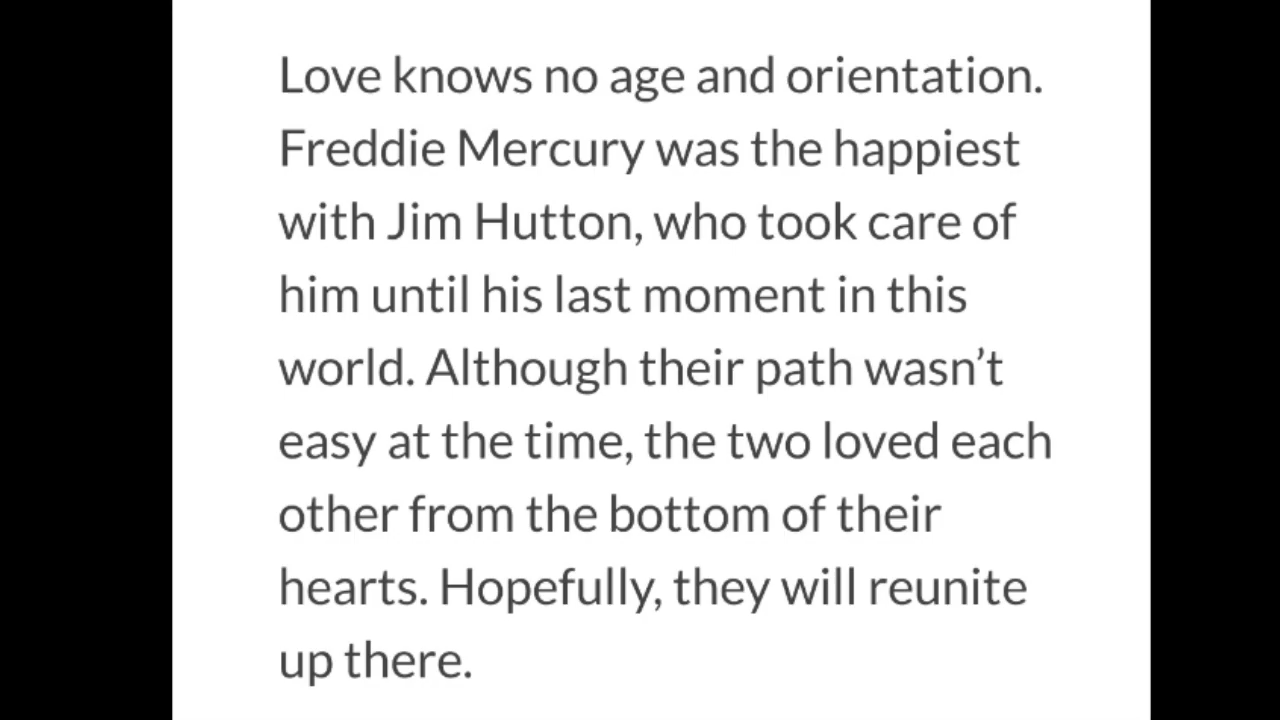 Love knows no age and orientation.
Freddie Mercury was the happiest
with Jim Hutton, who took care of
him until his last moment in this
world. Although their path wasn’t
easy at the time, the two loved each
other from the bottom of their
hearts. Hopefully, they will reunite
up there.